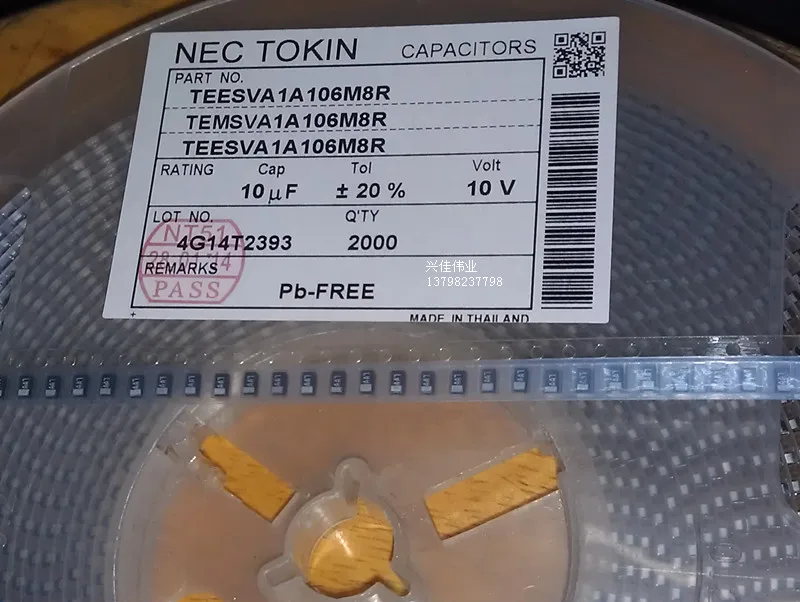 NEC TOKIN CAPACITORS
PART NO.
TEESVA1A106M8R
TEMSVA1A106M8R
TEESVA1A106M8R
RATING Cap Tol Volt
10 μF ± 20 % 10 V
LOT NO. Q'TY
NT51
4G14T2393 2000
REMARKS
PASS
Pb-FREE
兴佳伟业
13798237798
MADE IN THAILAND